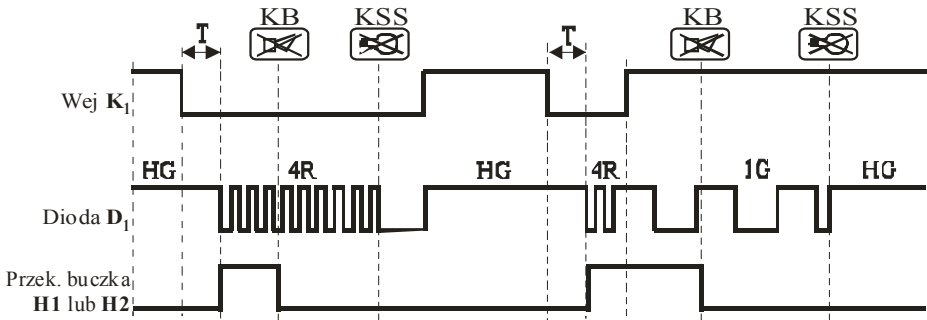 KB KSS KB KSS
T T
Wej K1
HG 4R HG 4R 1G HG
Dioda D1
Przek. buczka
H1 lub H2